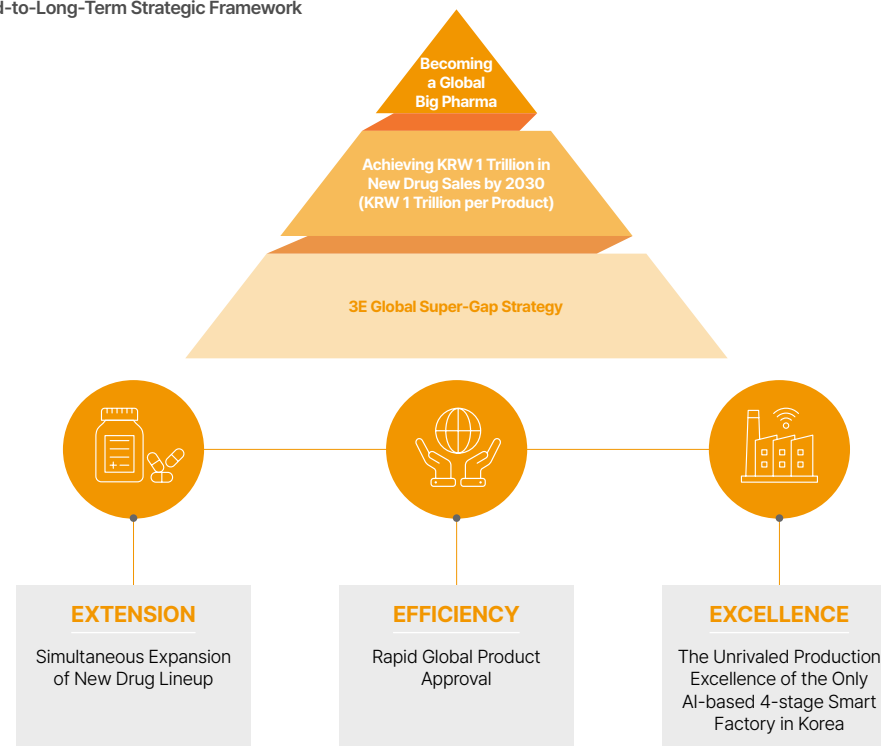 -to-Long-Term Strategic Framework
Becoming
a Global
Big Pharma
Achieving KRW 1 Trillion in
New Drug Sales by 2030
(KRW 1 Trillion per Product)
3E Global Super-Gap Strategy
EXTENSION
Simultaneous Expansion
of New Drug Lineup
EFFICIENCY
Rapid Global Product
Approval
EXCELLENCE
The Unrivaled Production
Excellence of the Only
AI-based 4-stage Smart
Factory in Korea